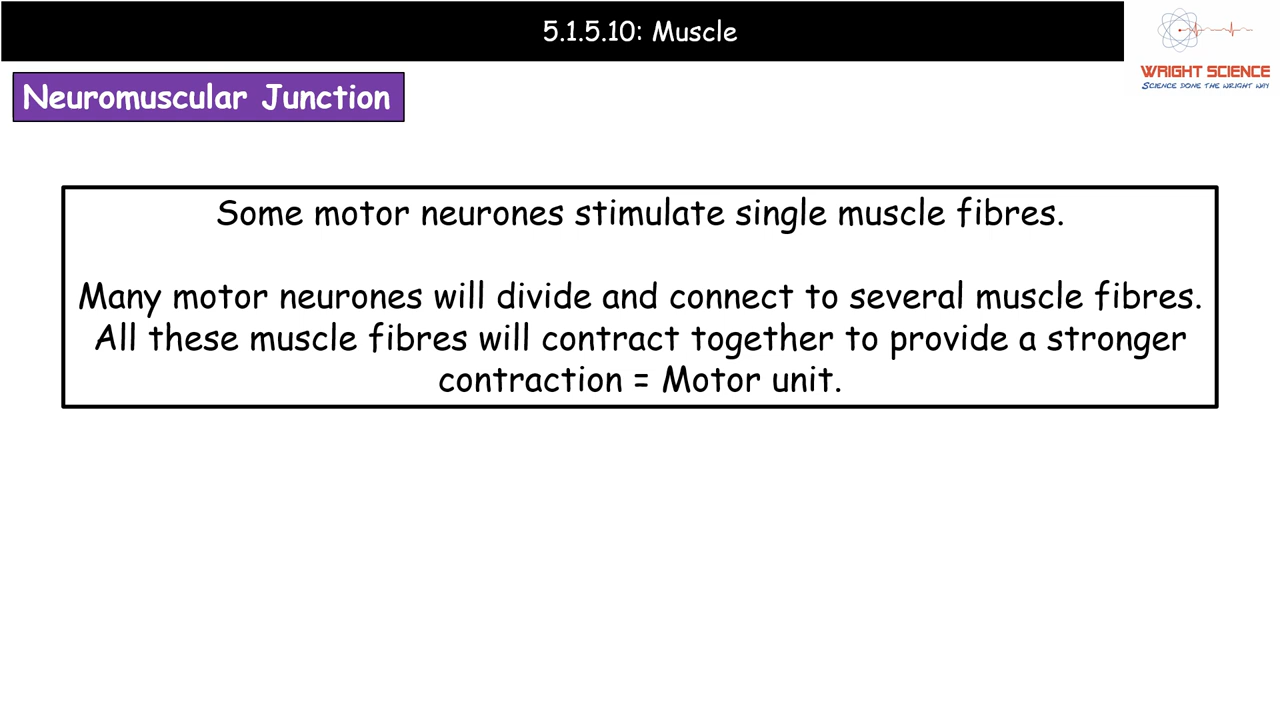 5.1.5.10: Muscle
WRIGHT SCIENCE
SCIENCE DONE THE WRIGHT WAY
Neuromuscular Junction
Some motor neurones stimulate single muscle fibres.
Many motor neurones will divide and connect to several muscle fibres.
All these muscle fibres will contract together to provide a stronger
contraction = Motor unit.